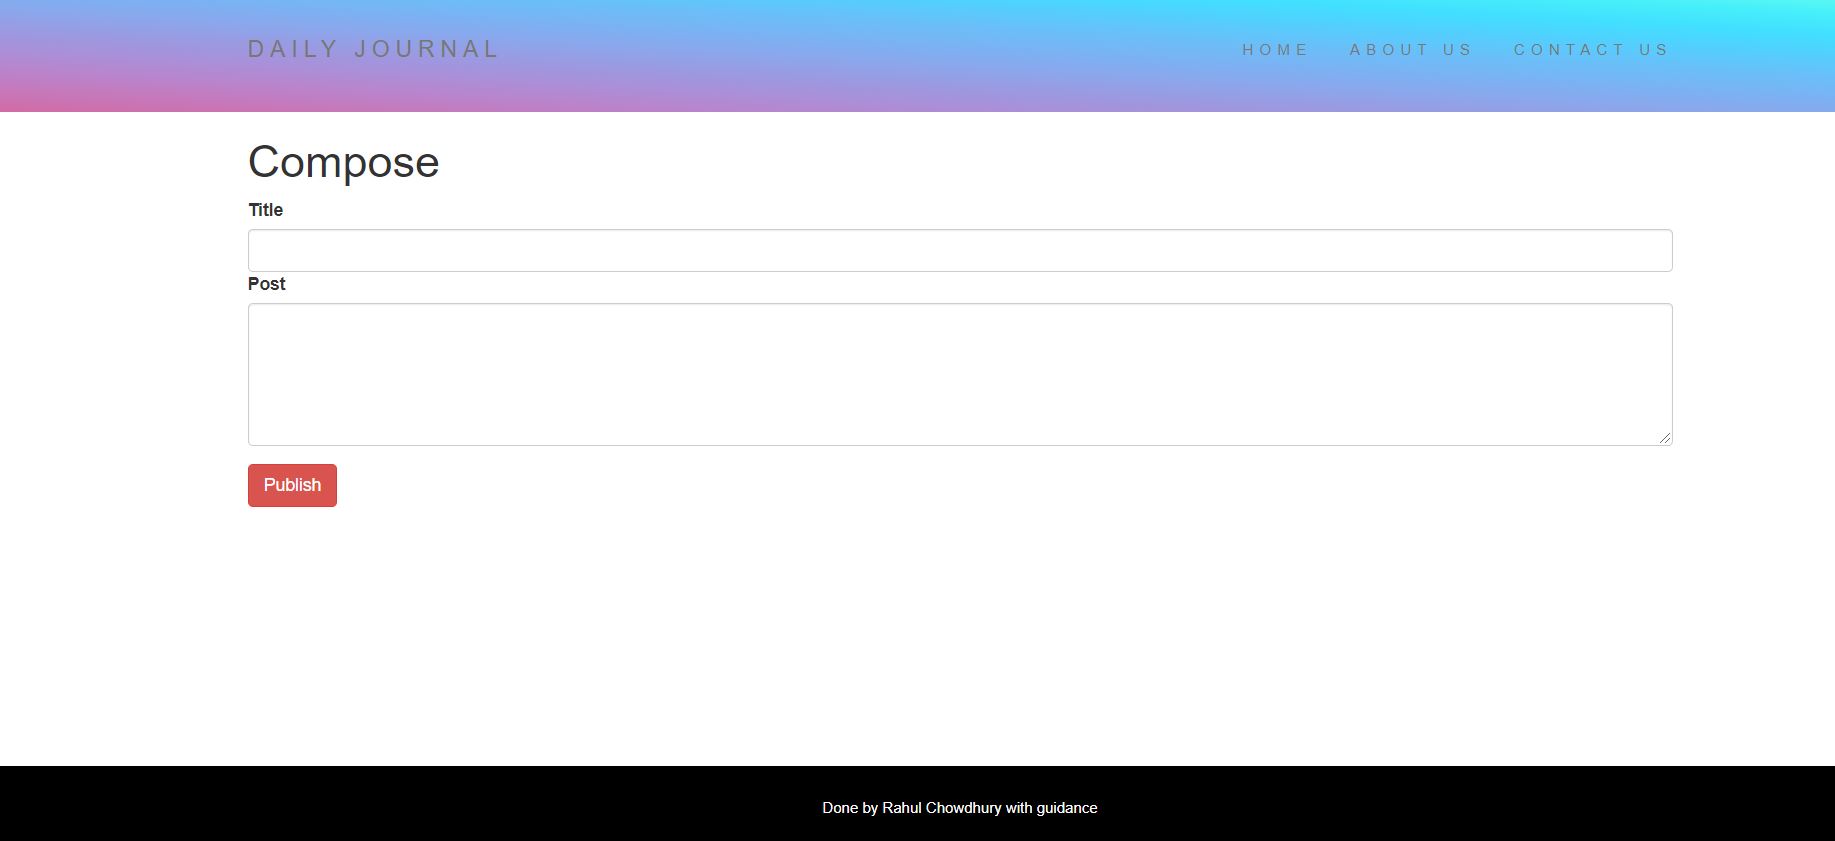 DAILY JOURNAL
HOME ABOUT US CONTACT US
Compose
Title
Post
Publish
Done by Rahul Chowdhury with guidance